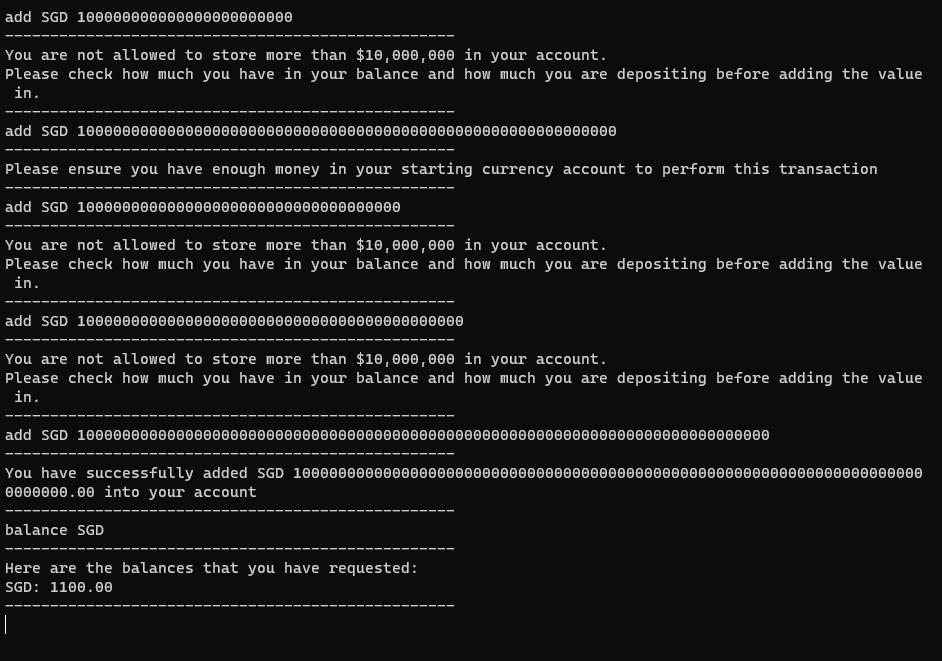 add SGD 100000000000000000000000
--------------------------------------------------
You are not allowed to store more than $10,000,000 in your account.
Please check how much you have in your balance and how much you are depositing before adding the value
 in.
--------------------------------------------------
add SGD 100000000000000000000000000000000000000000000000000000000000
--------------------------------------------------
Please ensure you have enough money in your starting currency account to perform this transaction
--------------------------------------------------
add SGD 100000000000000000000000000000000000
--------------------------------------------------
You are not allowed to store more than $10,000,000 in your account.
Please check how much you have in your balance and how much you are depositing before adding the value
 in.
--------------------------------------------------
add SGD 1000000000000000000000000000000000000000000
--------------------------------------------------
You are not allowed to store more than $10,000,000 in your account.
Please check how much you have in your balance and how much you are depositing before adding the value
 in.
--------------------------------------------------
add SGD 10000000000000000000000000000000000000000000000000000000000000000000000000000
--------------------------------------------------
You have successfully added SGD 1000000000000000000000000000000000000000000000000000000000000000000000
0000000.00 into your account
--------------------------------------------------
balance SGD
--------------------------------------------------
Here are the balances that you have requested:
SGD: 1100.00
--------------------------------------------------